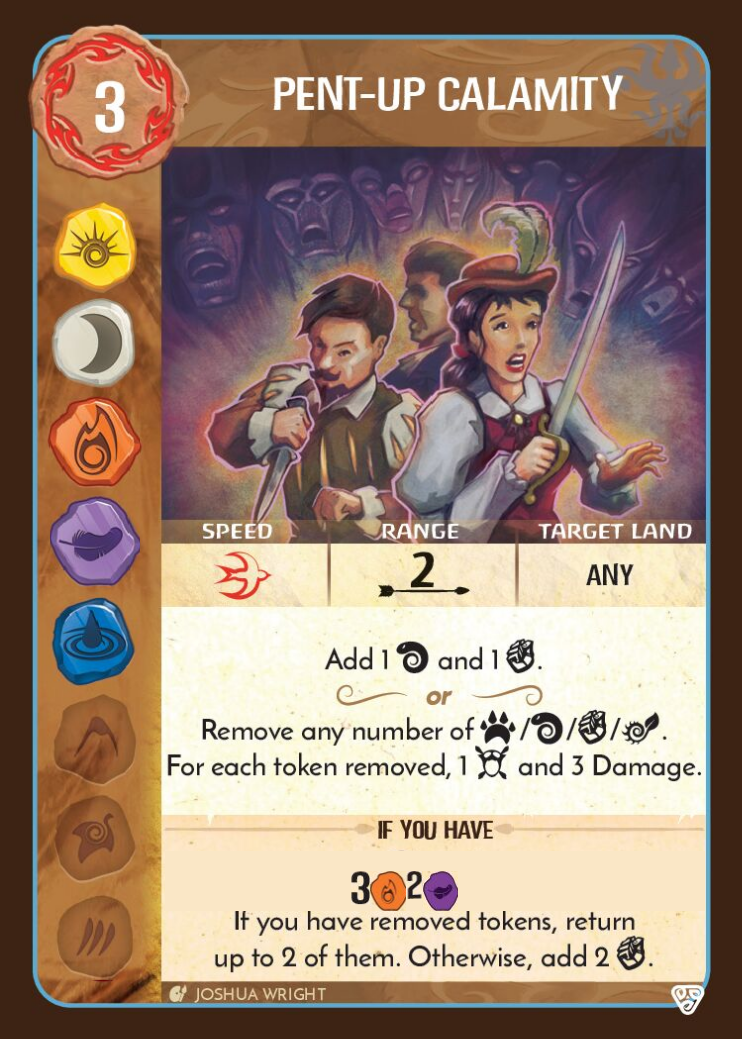 3
PENT-UP CALAMITY
SPEED RANGE TARGET LAND
2 ANY
Add 1 and 1 .
or
Remove any number of / / / .
For each token removed, 1 and 3 Damage.
IF YOU HAVE
3 2
If you have removed tokens, return
up to 2 of them. Otherwise, add 2 .
JOSHUA WRIGHT